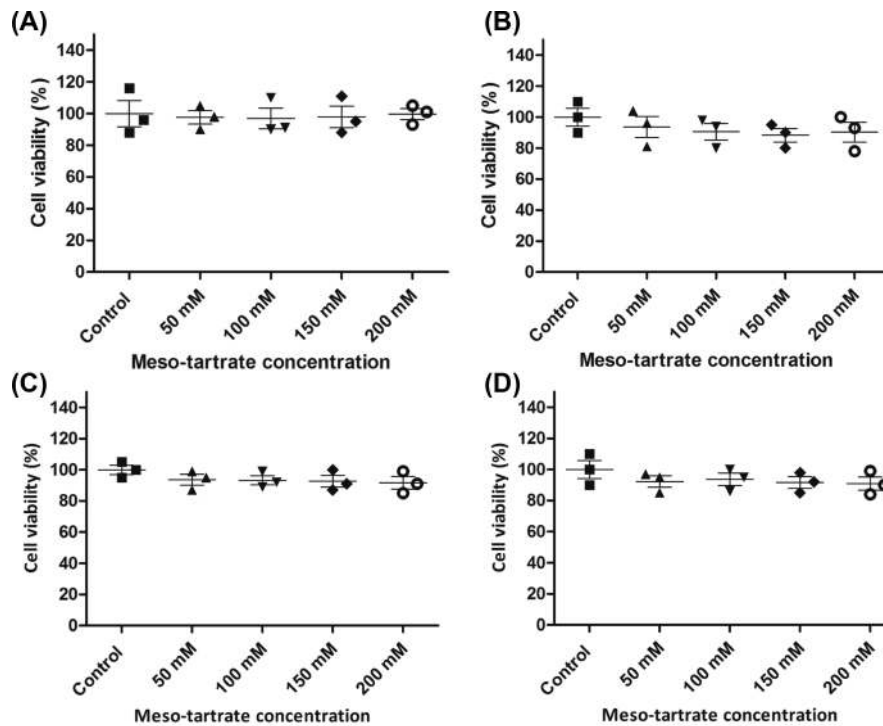 (A)
Cell viability (%)
140
120
100
80
60
40
20
0
Control
50 mM
100 mM
150 mM
200 mM
Meso-tartrate concentration
(B)
Cell viability (%)
140
120
100
80
60
40
20
0
Control
50 mM
100 mM
150 mM
200 mM
Meso-tartrate concentration
(C)
Cell viability (%)
140
120
100
80
60
40
20
0
Control
50 mM
100 mM
150 mM
200 mM
Meso-tartrate concentration
(D)
Cell viability (%)
140
120
100
80
60
40
20
0
Control
50 mM
100 mM
150 mM
200 mM
Meso-tartrate concentration